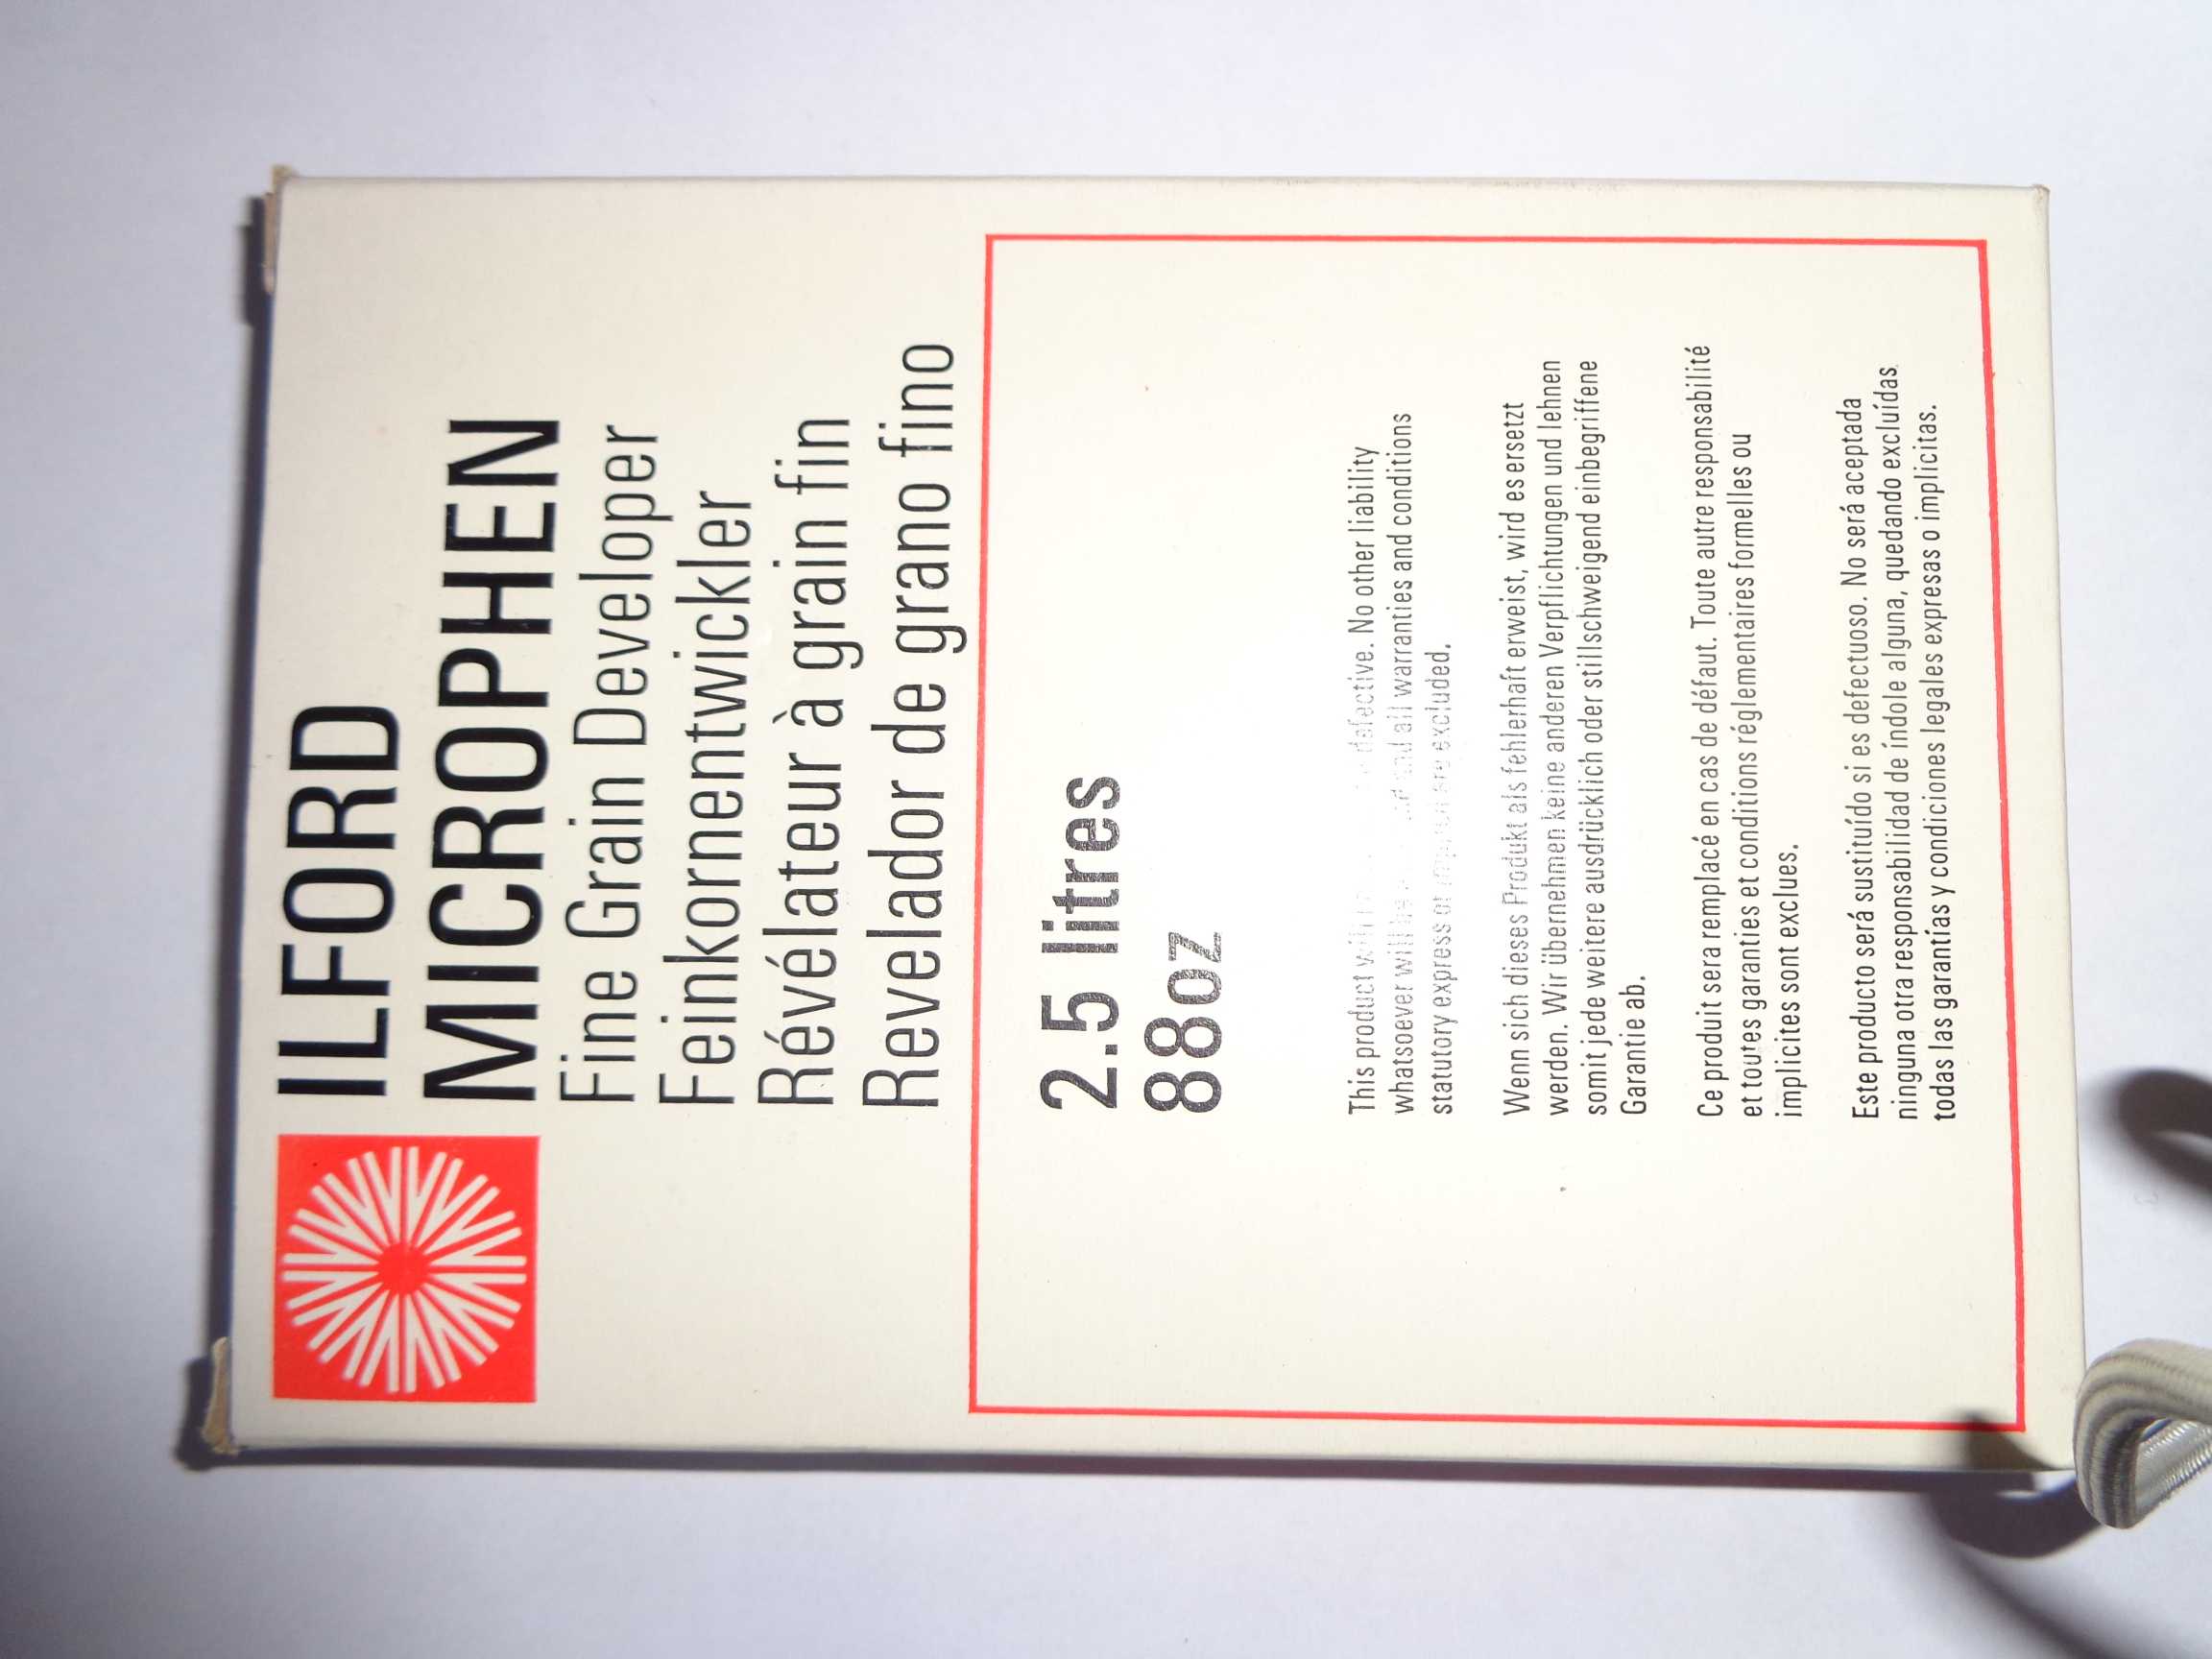 ILFORD
MICROPHEN
Fine Grain Developer
Feinkornentwickler
Révélateur à grain fin
Revelador de grano fino
2.5 litres
88oz
This product defective. No other liability
whatsoever will and all warranties and conditions
statutory express or are excluded.
Wenn sich dieses Produkt als fehlerhaft erweist, wird es ersetzt
werden. Wir übernehmen keine anderen Verpflichtungen und lehnen
somit jede weitere ausdrücklich oder stillschweigend einbegriffene
Garantie ab.
Ce produit sera remplacé en cas de défaut. Toute autre responsabilité
et toutes garanties et conditions réglementaires formelles ou
implicites sont exclues.
Este producto será sustituído si es defectuoso. No será aceptada
ninguna otra responsabilidad de índole alguna, quedando excluídas
todas las garantías y condiciones legales expresas o implicitas.